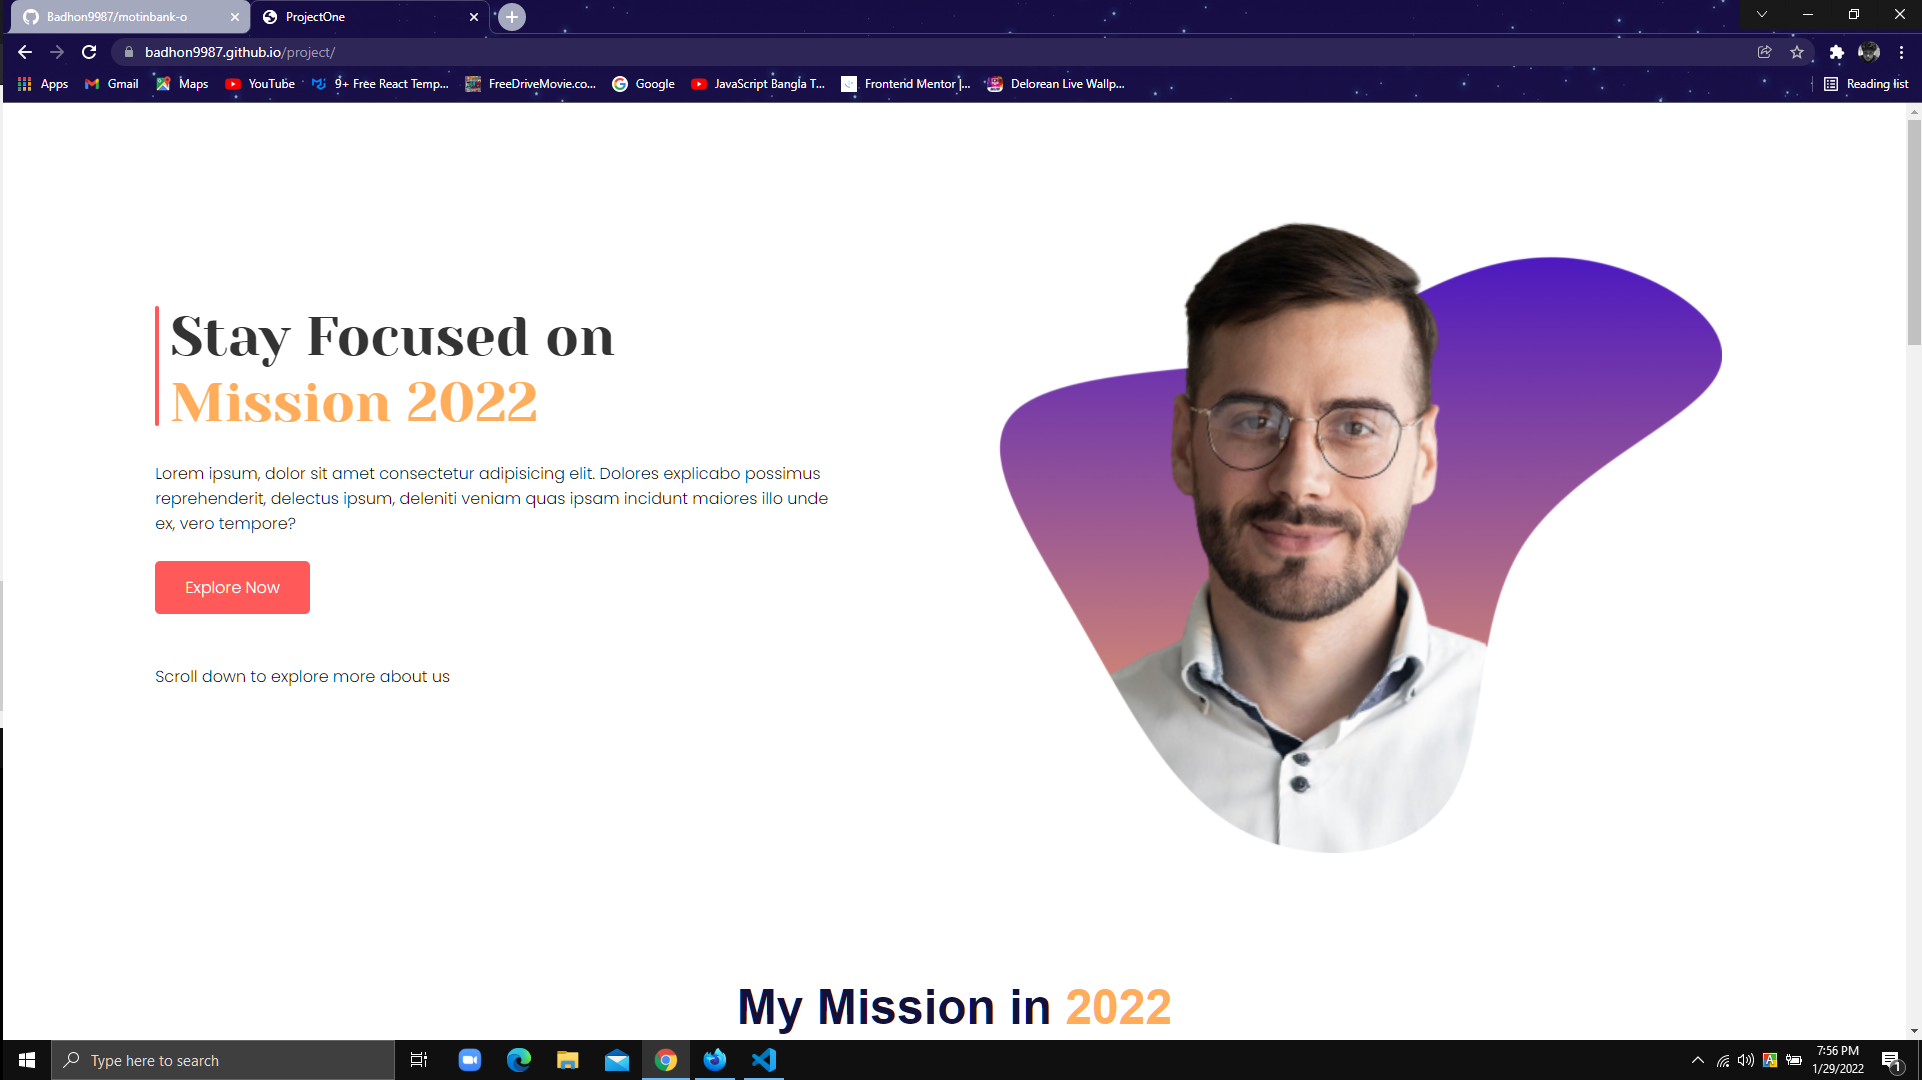 Badhon9987/motinbank-o
ProjectOne
badhon9987.github.io/project/
Apps
Gmail
Maps
YouTube
9+ Free React Temp...
FreeDriveMovie.co...
Google
JavaScript Bangla T...
Frontend Mentor |...
Delorean Live Wallp...
Reading list
Stay Focused on
Mission 2022
Lorem ipsum, dolor sit amet consectetur adipisicing elit. Dolores explicabo possimus
reprehenderit, delectus ipsum, deleniti veniam quas ipsam incidunt maiores illo unde
ex, vero tempore?
Explore Now
Scroll down to explore more about us
My Mission in 2022
Type here to search
A
7:56 PM
1/29/2022
1